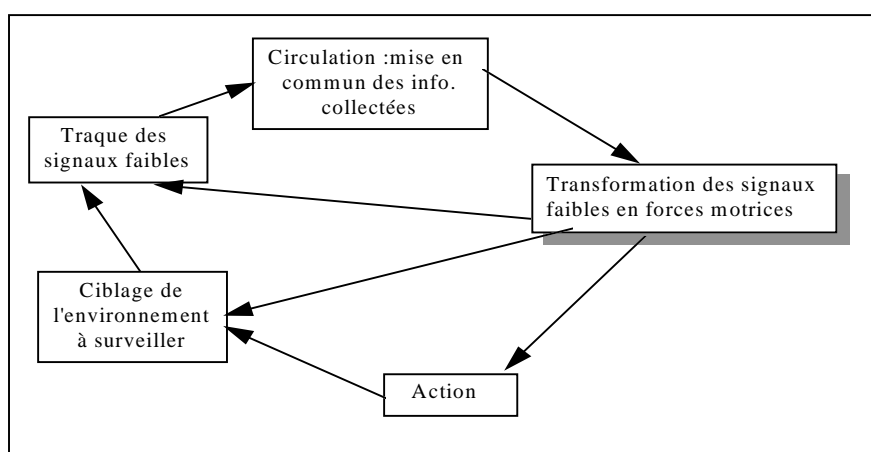 Circulation :mise en
commun des info.
collectées
Traque des
signaux faibles
Transformation des signaux
faibles en forces motrices
Ciblage de
l'environnement
à surveiller
Action